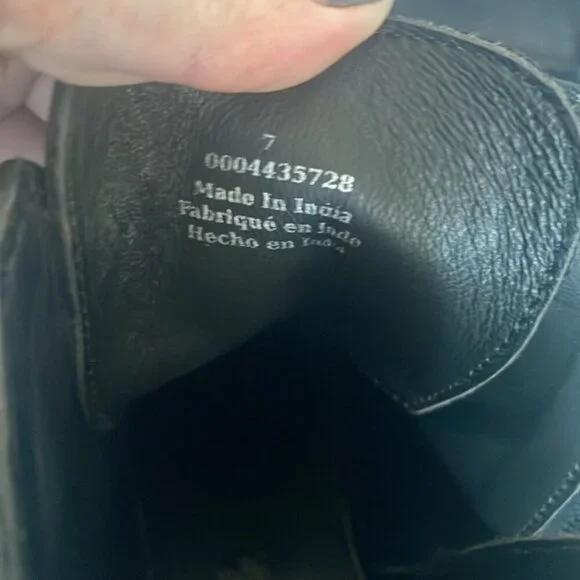 7
0004435728
Made In India
Fabriqué en Inde
Hecho en India